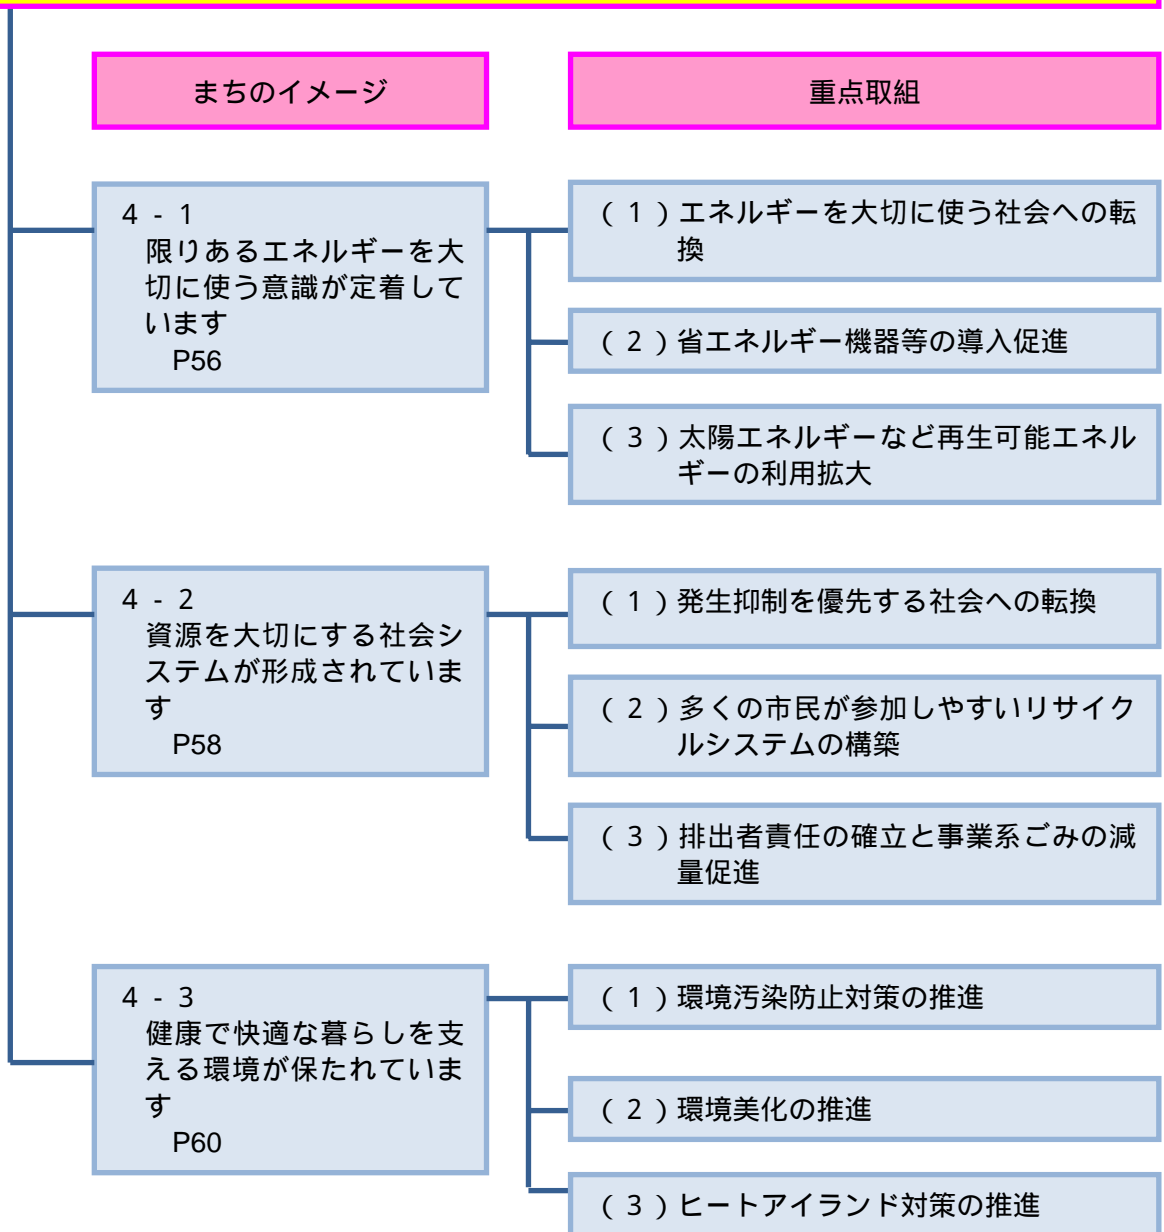 まちのイメージ
重点取組
4 - 1
限りあるエネルギーを大
切に使う意識が定着して
います
P56
(1)エネルギーを大切に使う社会への転
換
(2)省エネルギー機器等の導入促進
(3)太陽エネルギーなど再生可能エネル
ギーの利用拡大
4 - 2
資源を大切にする社会シ
ステムが形成されていま
す
P58
(1)発生抑制を優先する社会への転換
(2)多くの市民が参加しやすいリサイク
ルシステムの構築
(3)排出者責任の確立と事業系ごみの減
量促進
4 - 3
健康で快適な暮らしを支
える環境が保たれていま
す
P60
(1)環境汚染防止対策の推進
(2)環境美化の推進
(3)ヒートアイランド対策の推進